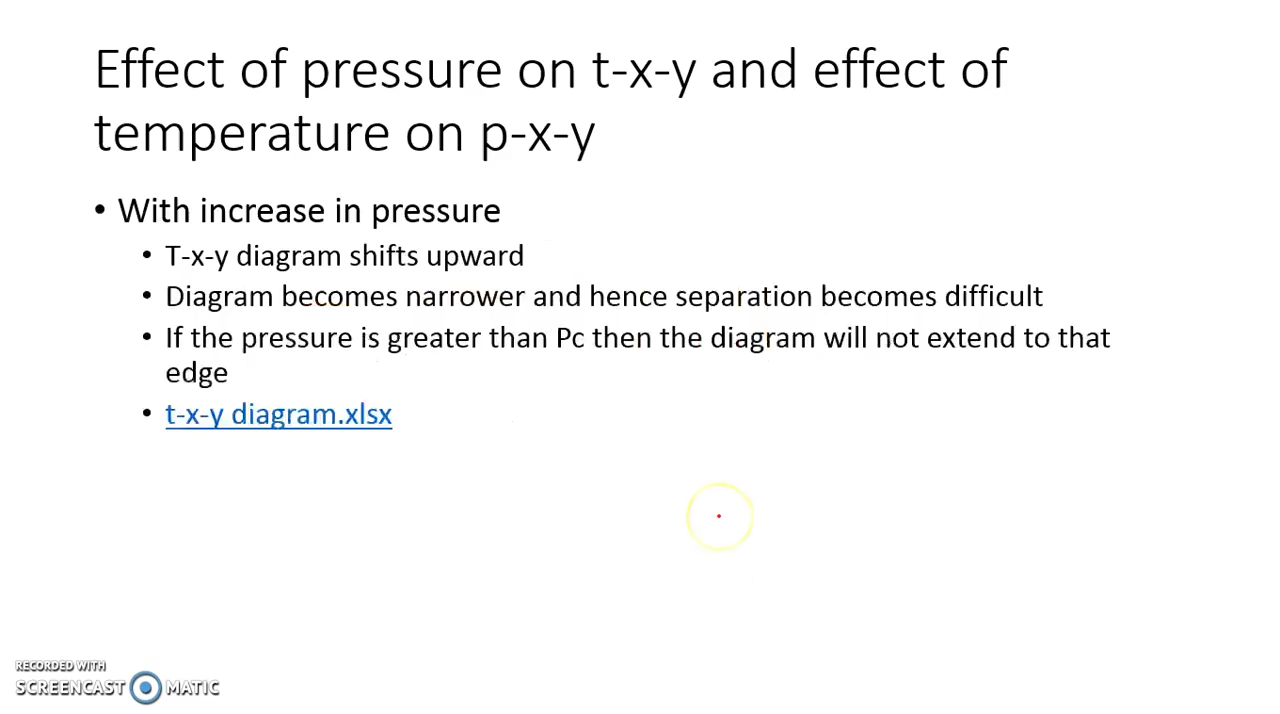 Effect of pressure on t-x-y and effect of
temperature on p-x-y
• With increase in pressure
• T-x-y diagram shifts upward
• Diagram becomes narrower and hence separation becomes difficult
• If the pressure is greater than Pc then the diagram will not extend to that
edge
• t-x-y diagram.xlsx
RECORDED WITH
SCREENCAST MATIC